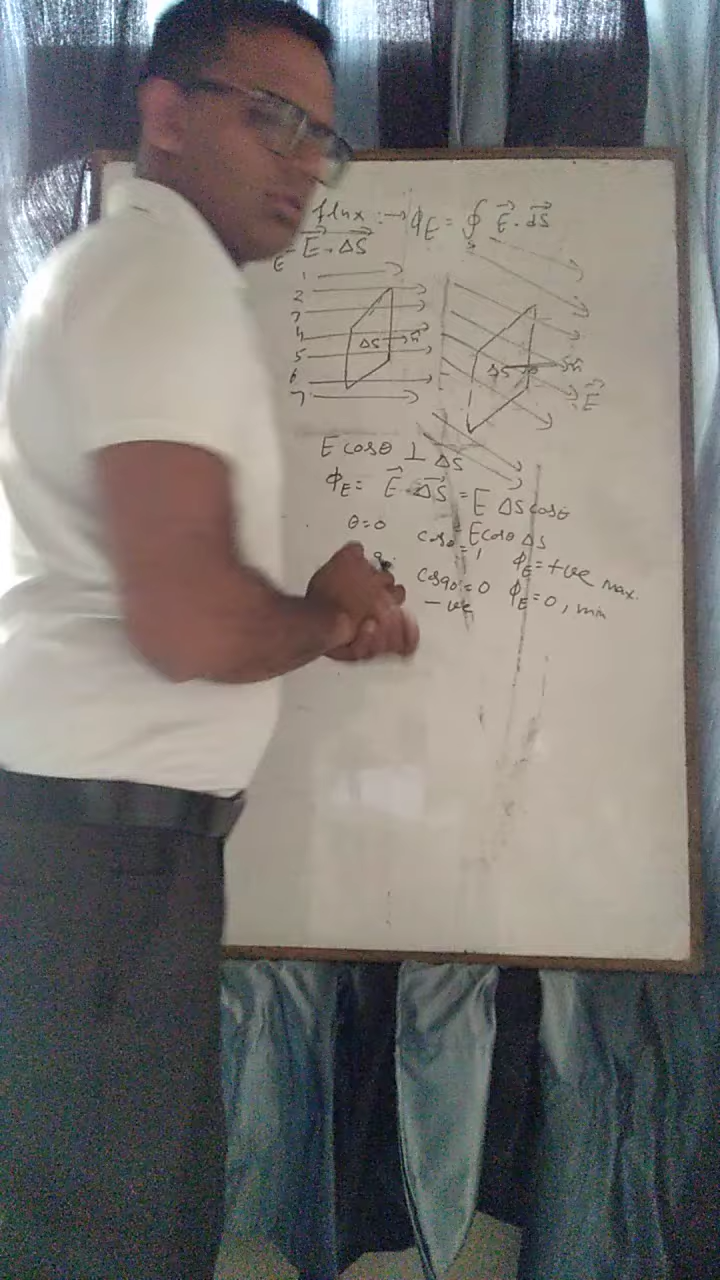 flux :→ ϕE = ∮ E⃗ . dS⃗
E⃗ . ΔS⃗
1
2
3
4
5
6
7
ΔS n̂
ΔS
E⃗
E cosθ ⊥ ΔS
ϕE = E⃗ . ΔS⃗ = E ΔS cosθ
E cosθ ΔS
θ = 0 cos0 = 1 ϕE = +ve max.
cos90 = 0 ϕE = 0, min
-ve